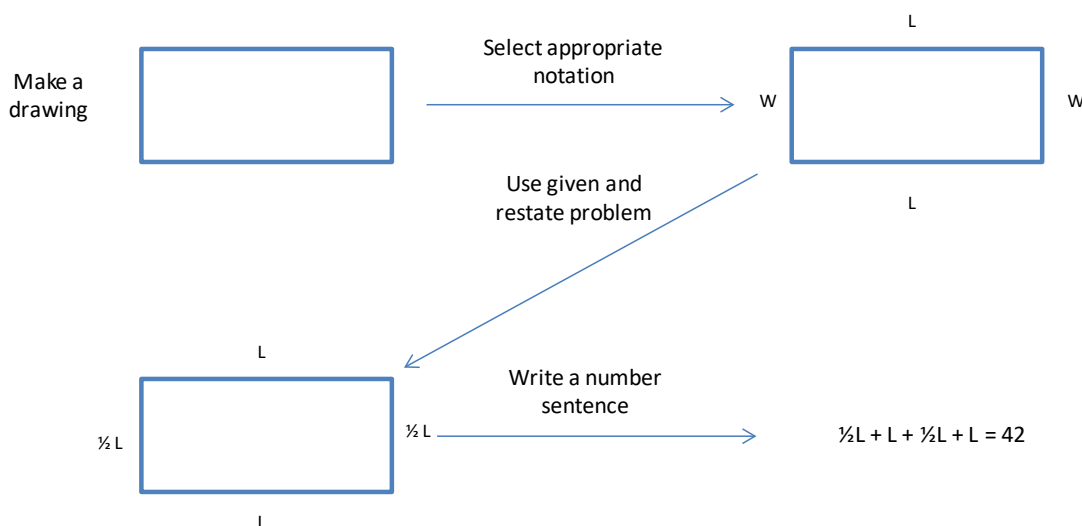 L
Select appropriate
notation
Make a
drawing
W
W
L
Use given and
restate problem
L
Write a number
sentence
½ L
½ L
½L + L + ½L + L = 42
L